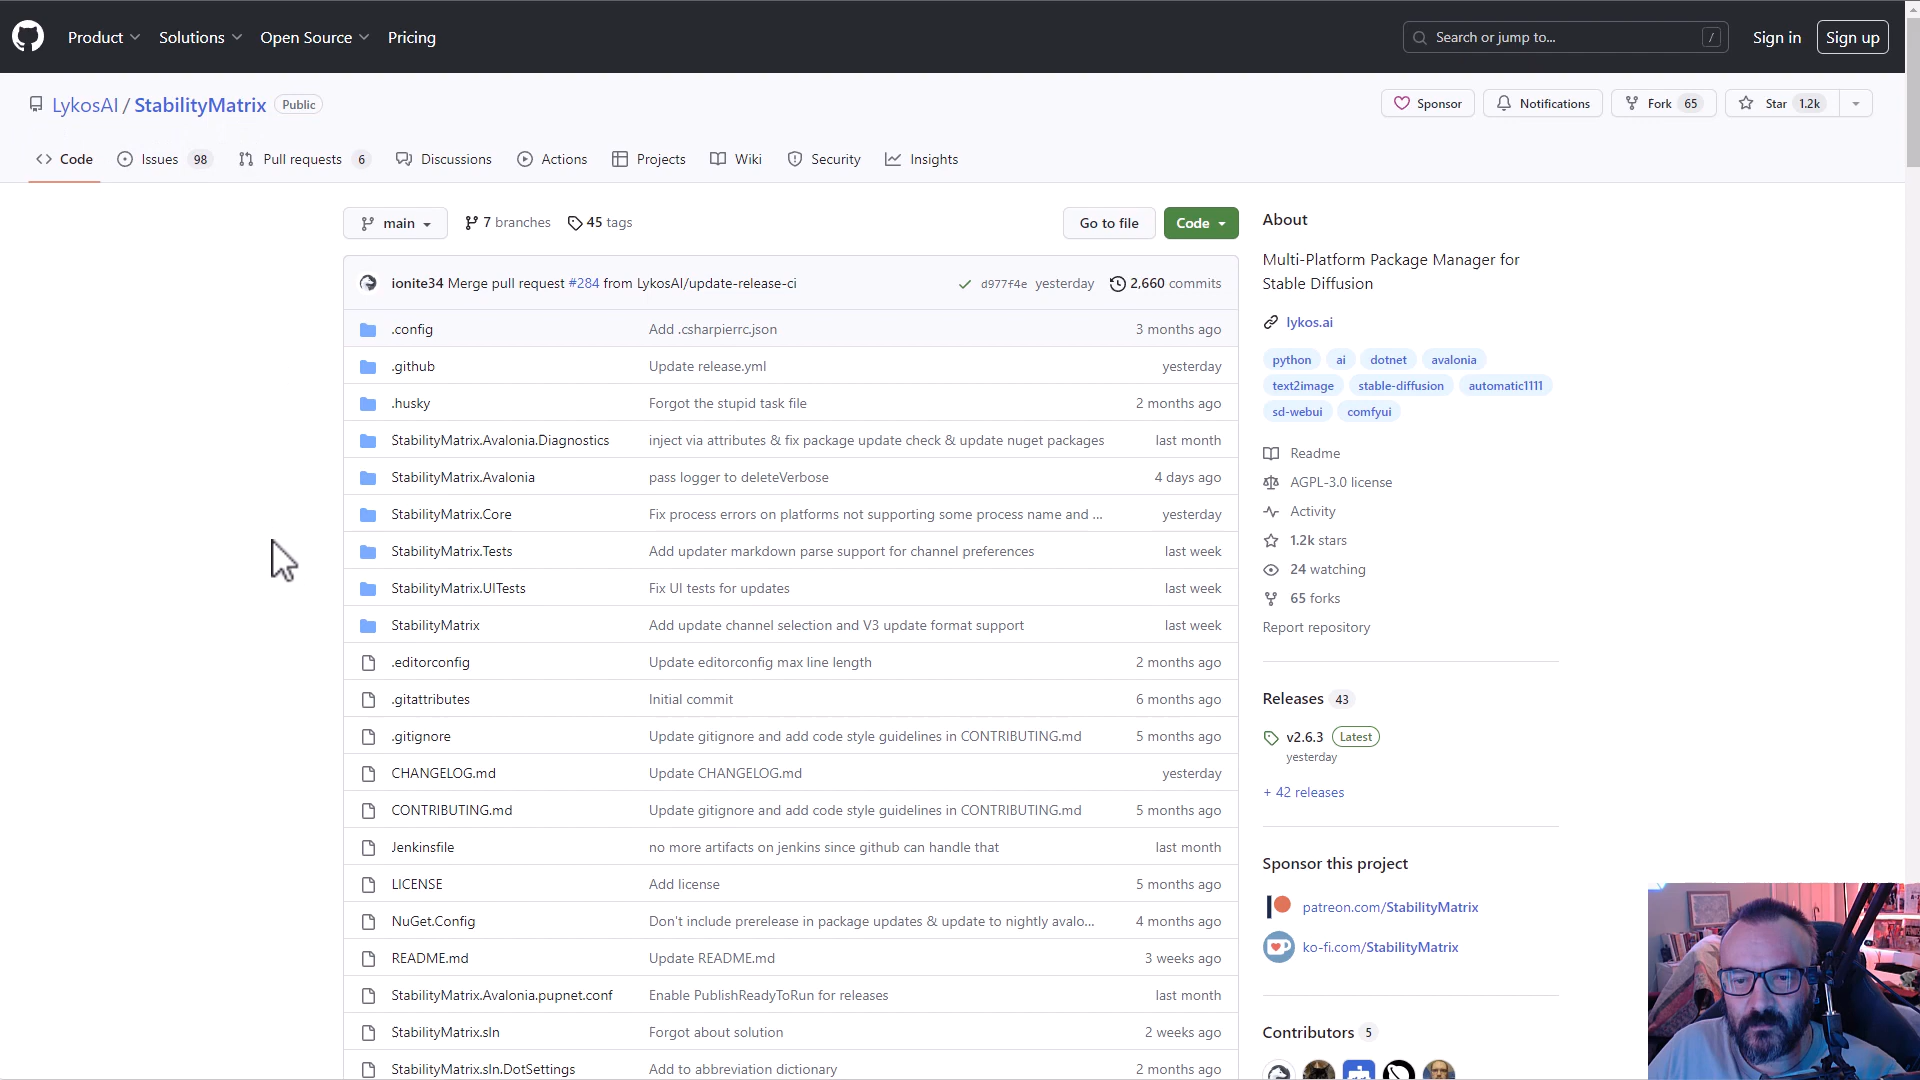 Product Solutions Open Source Pricing Search or jump to... / Sign in Sign up
LykosAI / StabilityMatrix Public Sponsor Notifications Fork 65 Star 1.2k
Code Issues 98 Pull requests 6 Discussions Actions Projects Wiki Security Insights
main 7 branches 45 tags Go to file Code
ionite34 Merge pull request #284 from LykosAI/update-release-ci d977f4e yesterday 2,660 commits
.config Add .csharpierrc.json 3 months ago
.github Update release.yml yesterday
.husky Forgot the stupid task file 2 months ago
StabilityMatrix.Avalonia.Diagnostics inject via attributes & fix package update check & update nuget packages last month
StabilityMatrix.Avalonia pass logger to deleteVerbose 4 days ago
StabilityMatrix.Core Fix process errors on platforms not supporting some process name and ... yesterday
StabilityMatrix.Tests Add updater markdown parse support for channel preferences last week
StabilityMatrix.UITests Fix UI tests for updates last week
StabilityMatrix Add update channel selection and V3 update format support last week
.editorconfig Update editorconfig max line length 2 months ago
.gitattributes Initial commit 6 months ago
.gitignore Update gitignore and add code style guidelines in CONTRIBUTING.md 5 months ago
CHANGELOG.md Update CHANGELOG.md yesterday
CONTRIBUTING.md Update gitignore and add code style guidelines in CONTRIBUTING.md 5 months ago
Jenkinsfile no more artifacts on jenkins since github can handle that last month
LICENSE Add license 5 months ago
NuGet.Config Don't include prerelease in package updates & update to nightly avalo... 4 months ago
README.md Update README.md 3 weeks ago
StabilityMatrix.Avalonia.pupnet.conf Enable PublishReadyToRun for releases last month
StabilityMatrix.sln Forgot about solution 2 weeks ago
StabilityMatrix.sln.DotSettings Add to abbreviation dictionary 2 months ago
About
Multi-Platform Package Manager for
Stable Diffusion
lykos.ai
python ai dotnet avalonia
text2image stable-diffusion automatic1111
sd-webui comfyui
Readme
AGPL-3.0 license
Activity
1.2k stars
24 watching
65 forks
Report repository
Releases 43
v2.6.3 Latest
yesterday
+ 42 releases
Sponsor this project
patreon.com/StabilityMatrix
ko-fi.com/StabilityMatrix
Contributors 5